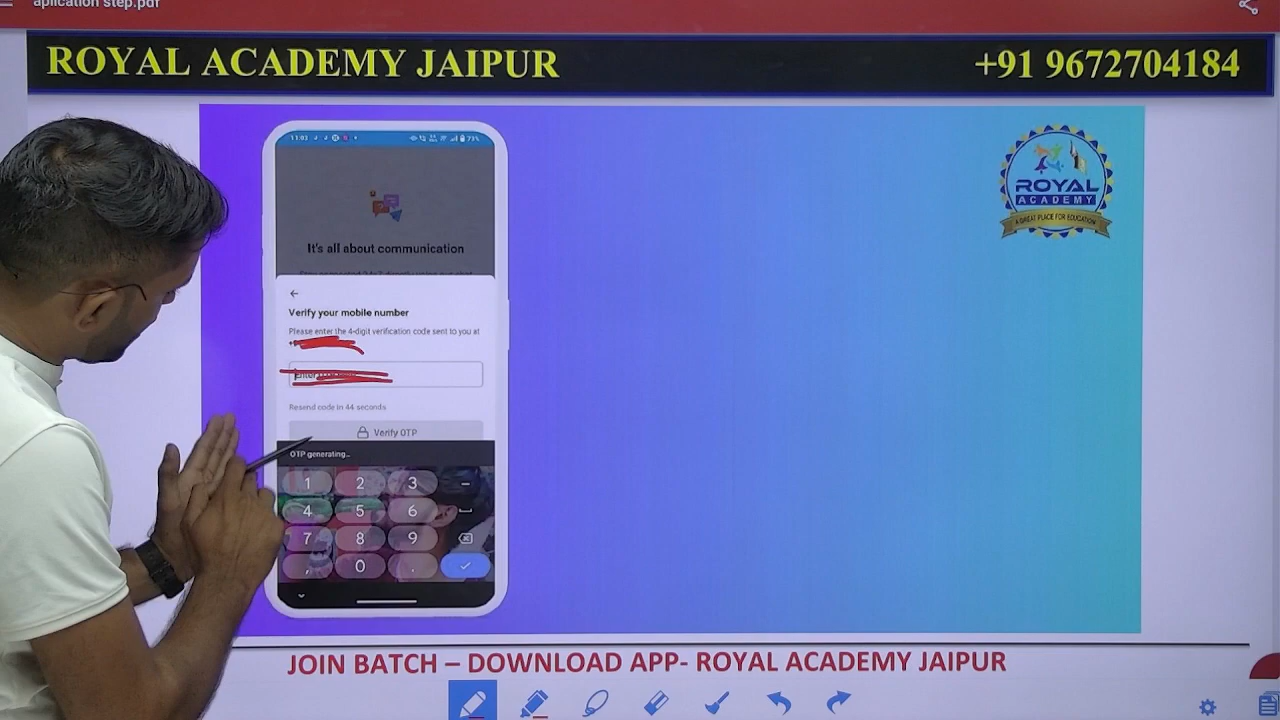 aplication step.pdf
ROYAL ACADEMY JAIPUR
+91 9672704184
11:03
73%
ROYAL
ACADEMY
A GREAT PLACE FOR EDUCATION
It's all about communication
Verify your mobile number
Please enter the 4-digit verification code sent to you at
Resend code in 44 seconds
Verify OTP
OTP generating...
1 2 3 –
4 5 6
7 8 9
, 0 .
JOIN BATCH – DOWNLOAD APP- ROYAL ACADEMY JAIPUR